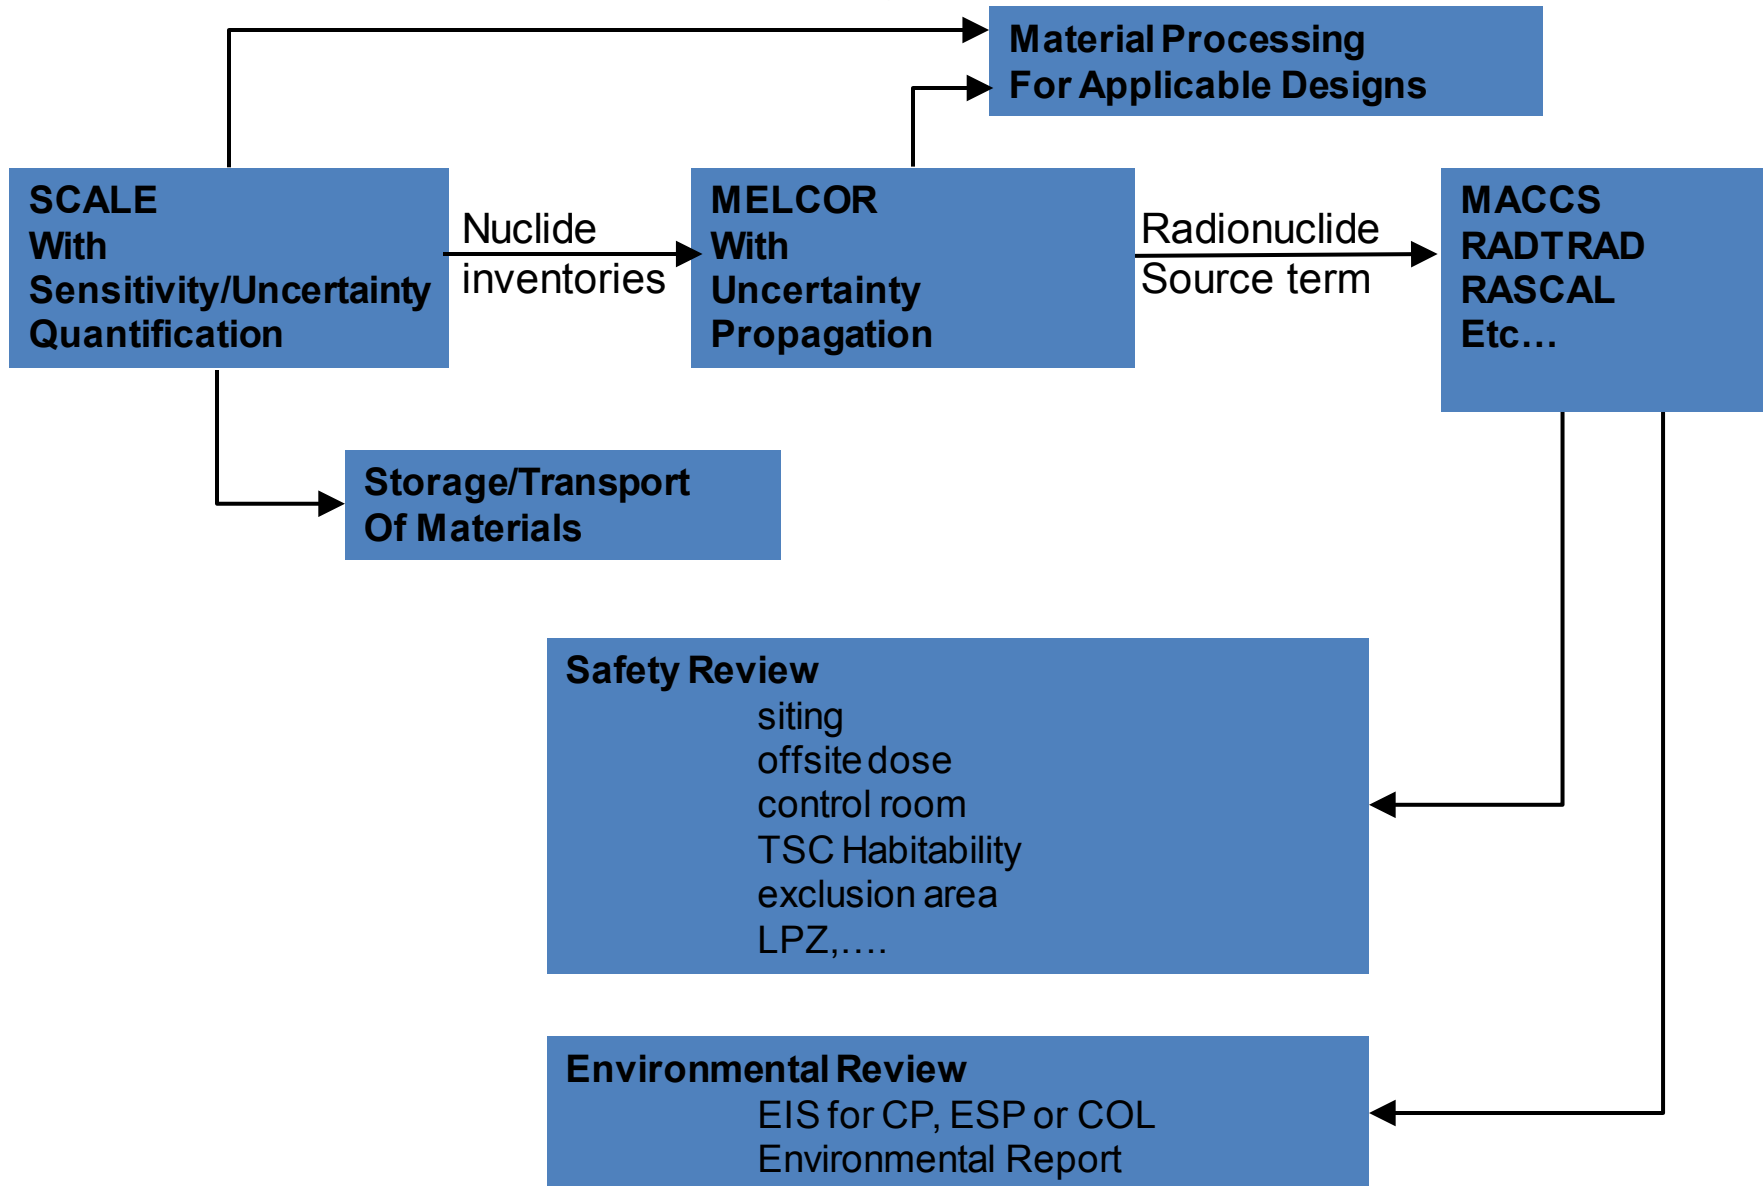 Material Processing
For Applicable Designs
SCALE
With
Sensitivity/Uncertainty
Quantification
Nuclide
inventories
MELCOR
With
Uncertainty
Propagation
Radionuclide
Source term
MACCS
RADTRAD
RASCAL
Etc…
Storage/Transport
Of Materials
Safety Review
siting
offsite dose
control room
TSC Habitability
exclusion area
LPZ,….
Environmental Review
EIS for CP, ESP or COL
Environmental Report